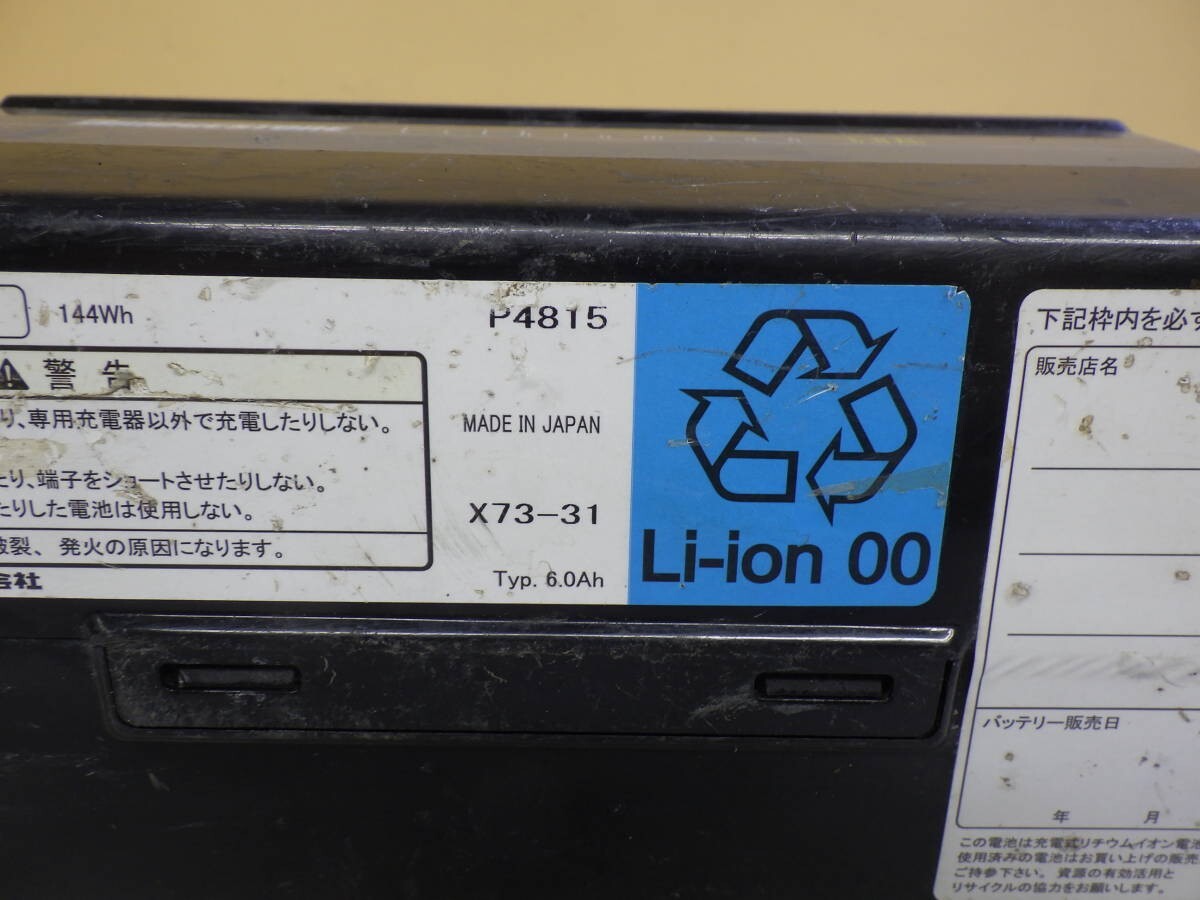 144Wh
P4815
警告
り、専用充電器以外で充電したりしない。
MADE IN JAPAN
たり、端子をショートさせたりしない。
たりした電池は使用しない。
X73-31
破裂、発火の原因になります。
会社
Typ. 6.0Ah
Li-ion 00
下記枠内を必ず
販売店名
バッテリー販売日
年 月
この電池は充電式リチウムイオン電池
使用済みの電池はお買い上げの販売
ご持参下さい。資源の有効活用と
リサイクルの協力をお願いします。